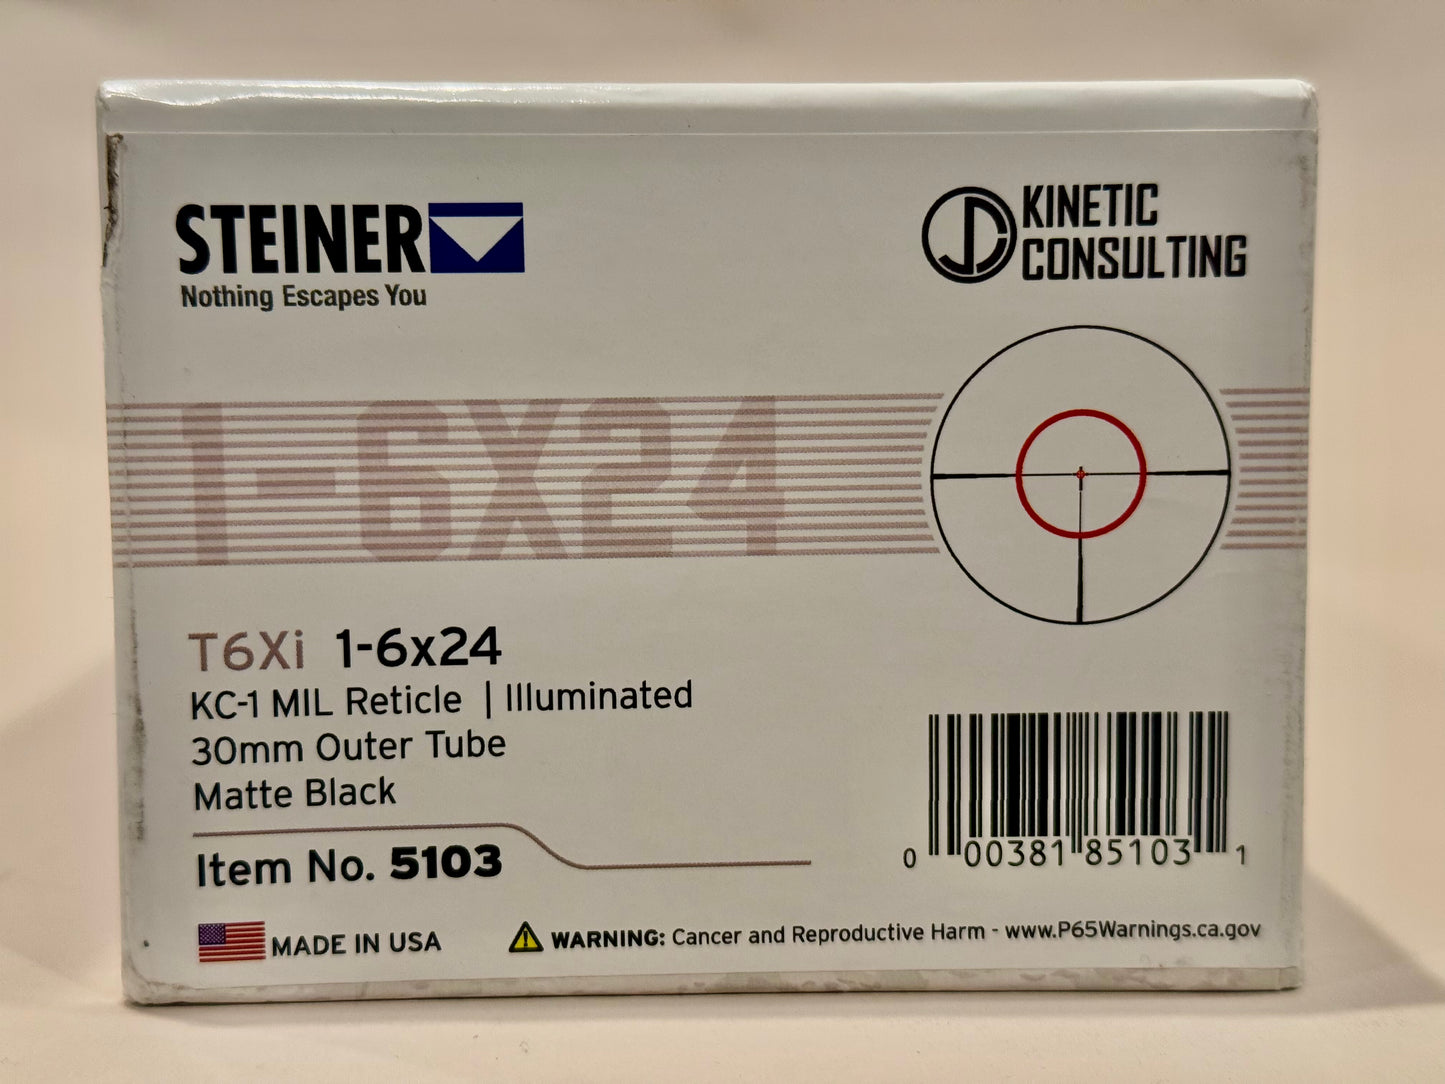 STEINER
Nothing Escapes You
KINETIC
CONSULTING
1-6X24
T6Xi 1-6x24
KC-1 MIL Reticle | Illuminated
30mm Outer Tube
Matte Black
Item No. 5103
0 00381 85103 1
MADE IN USA
WARNING: Cancer and Reproductive Harm - www.P65Warnings.ca.gov